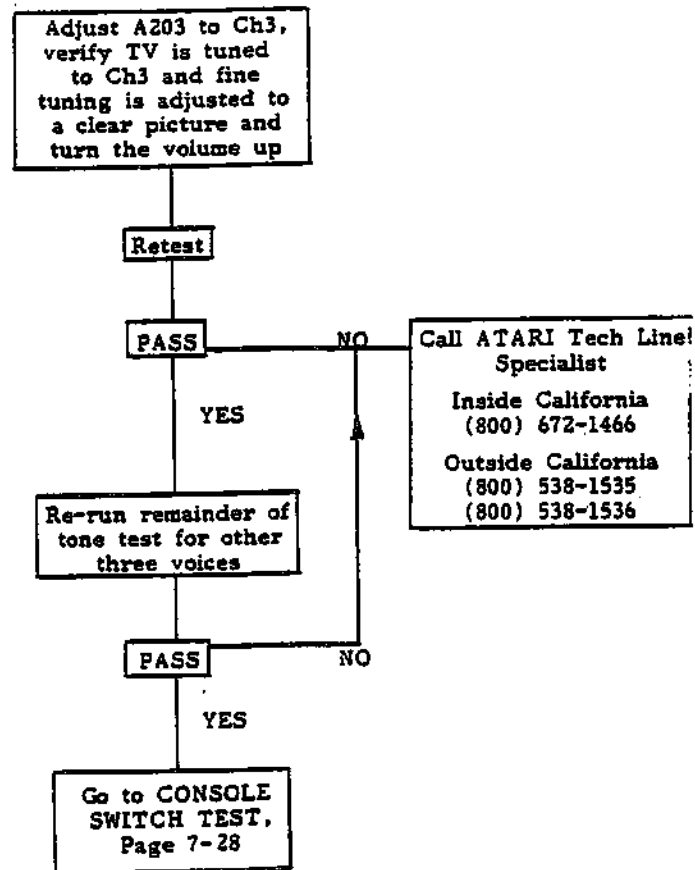 Adjust A203 to Ch3,
verify TV is tuned
to Ch3 and fine
tuning is adjusted to
a clear picture and
turn the volume up
Retest
PASS
NO
Call ATARI Tech Line
Specialist
Inside California
(800) 672-1466
Outside California
(800) 538-1535
(800) 538-1536
YES
Re-run remainder of
tone test for other
three voices
PASS
NO
YES
Go to CONSOLE
SWITCH TEST,
Page 7-28